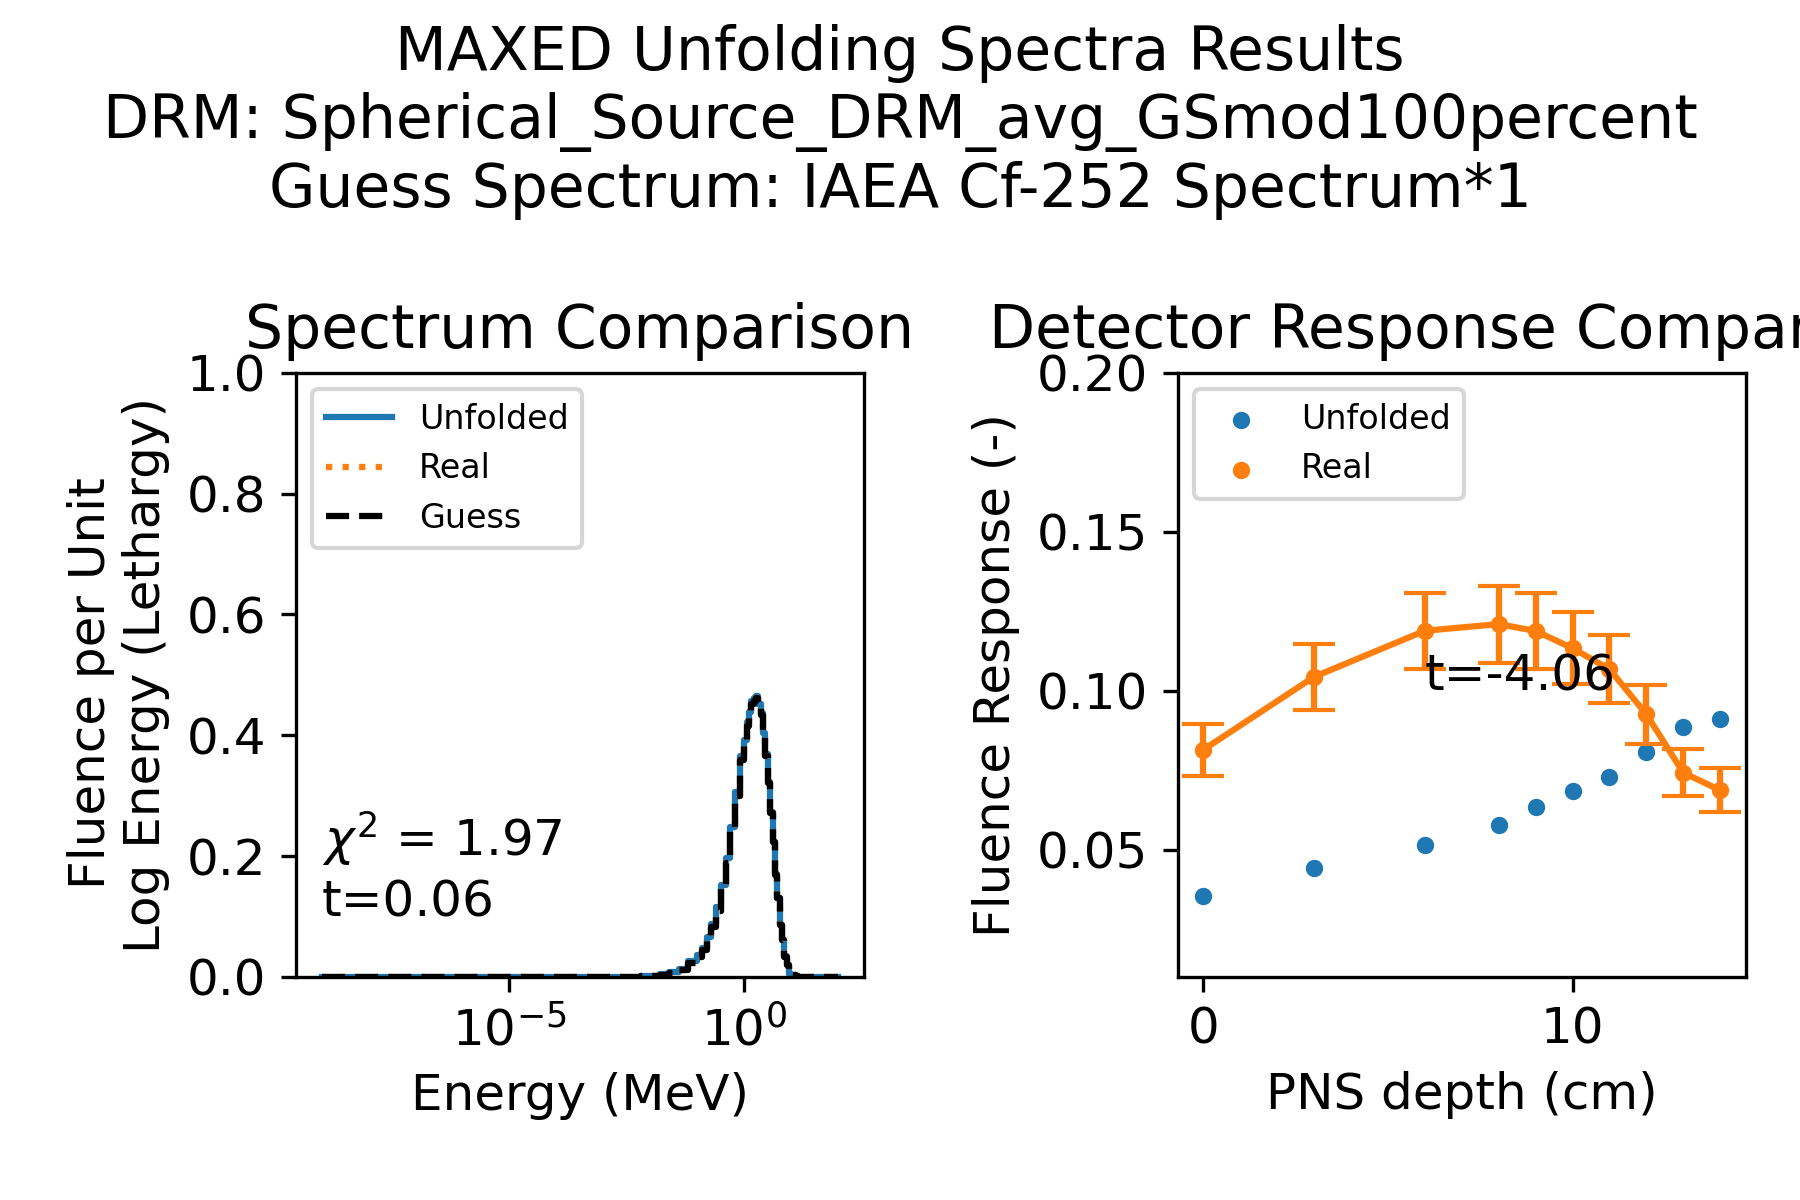 MAXED Unfolding Spectra Results
DRM: Spherical_Source_DRM_avg_GSmod100percent
Guess Spectrum: IAEA Cf-252 Spectrum*1
Spectrum Comparison
1.0
0.8
0.6
0.4
0.2
0.0
Fluence per Unit
Log Energy (Lethargy)
Unfolded
Real
Guess
χ² = 1.97
t=0.06
10⁻⁵
10⁰
Energy (MeV)
Detector Response Compar
0.20
0.15
0.10
0.05
Fluence Response (-)
Unfolded
Real
t=-4.06
0
10
PNS depth (cm)